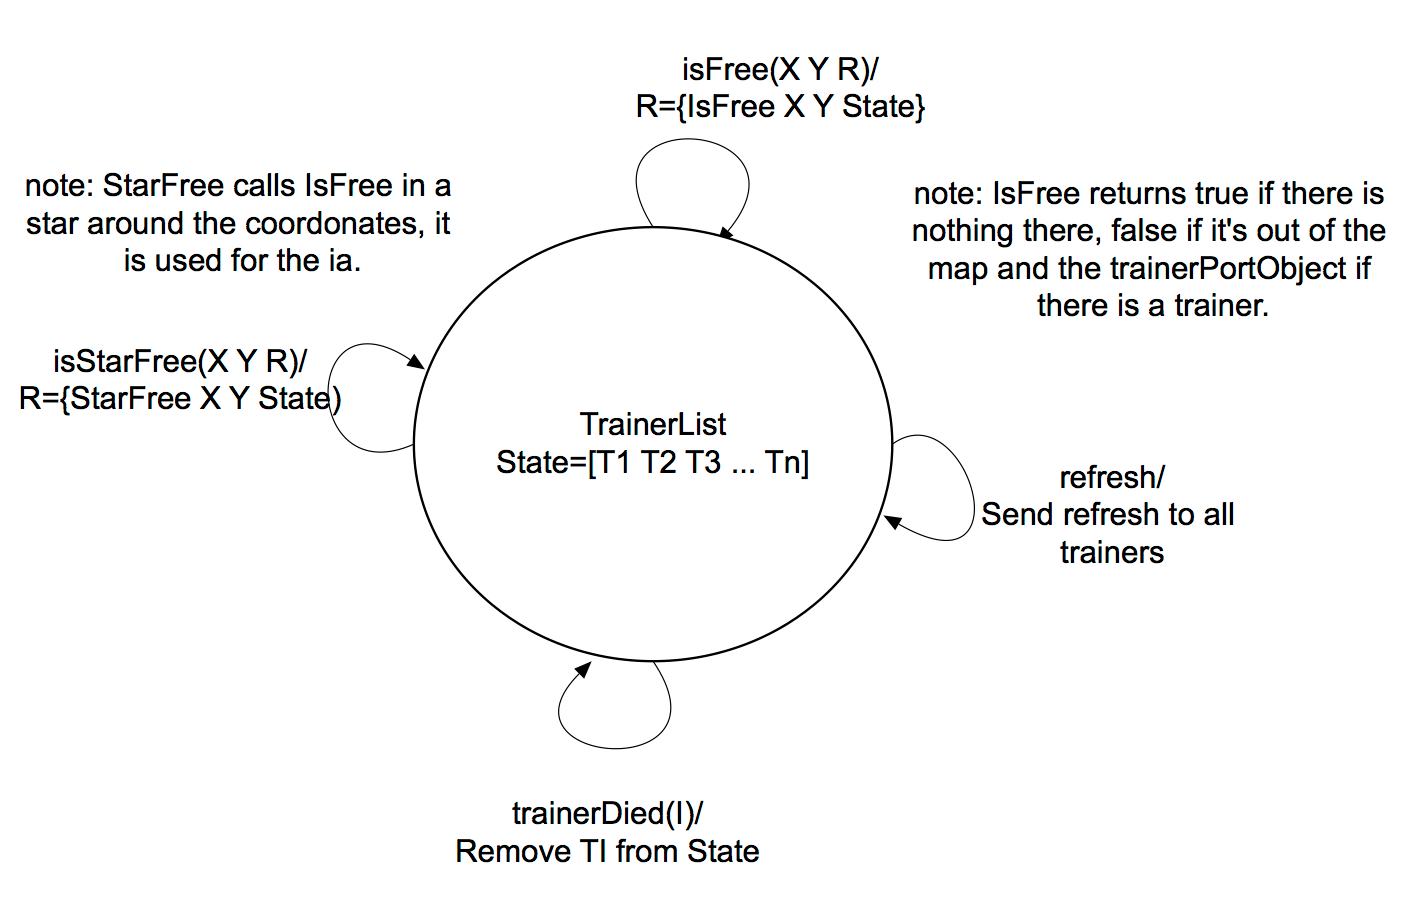 isFree(X Y R)/
R={IsFree X Y State}
note: StarFree calls IsFree in a
star around the coordonates, it
is used for the ia.
note: IsFree returns true if there is
nothing there, false if it's out of the
map and the trainerPortObject if
there is a trainer.
isStarFree(X Y R)/
R={StarFree X Y State)
TrainerList
State=[T1 T2 T3 ... Tn]
refresh/
Send refresh to all
trainers
trainerDied(I)/
Remove TI from State